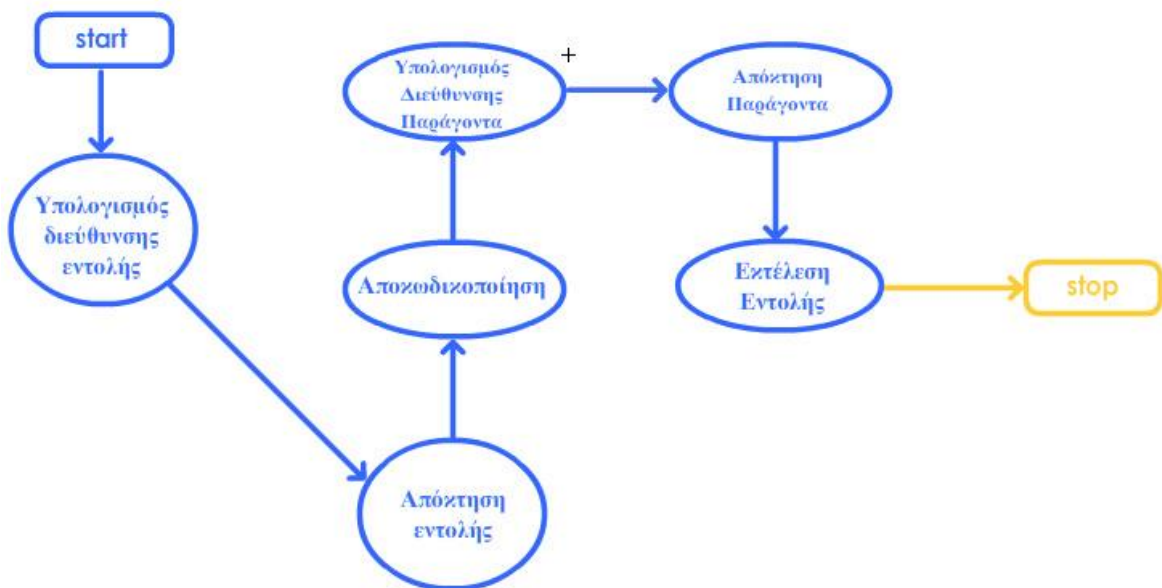 start
Υπολογισμός
διεύθυνσης
εντολής
Απόκτηση
εντολής
Αποκωδικοποίηση
Υπολογισμός
Διεύθυνσης
Παράγοντα
+
Απόκτηση
Παράγοντα
Εκτέλεση
Εντολής
stop